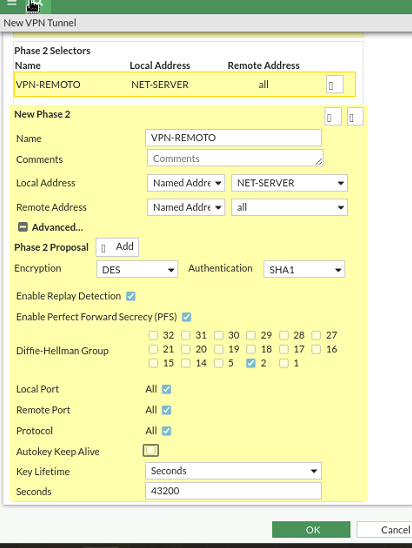 New VPN Tunnel
Phase 2 Selectors
Name Local Address Remote Address
VPN-REMOTO NET-SERVER all
New Phase 2
Name VPN-REMOTO
Comments Comments
Local Address Named Addre NET-SERVER
Remote Address Named Addre all
Advanced...
Phase 2 Proposal Add
Encryption DES Authentication SHA1
Enable Replay Detection
Enable Perfect Forward Secrecy (PFS)
32 31 30 29 28 27
Diffie-Hellman Group 21 20 19 18 17 16
15 14 5 2 1
Local Port All
Remote Port All
Protocol All
Autokey Keep Alive
Key Lifetime Seconds
Seconds 43200
OK Cancel